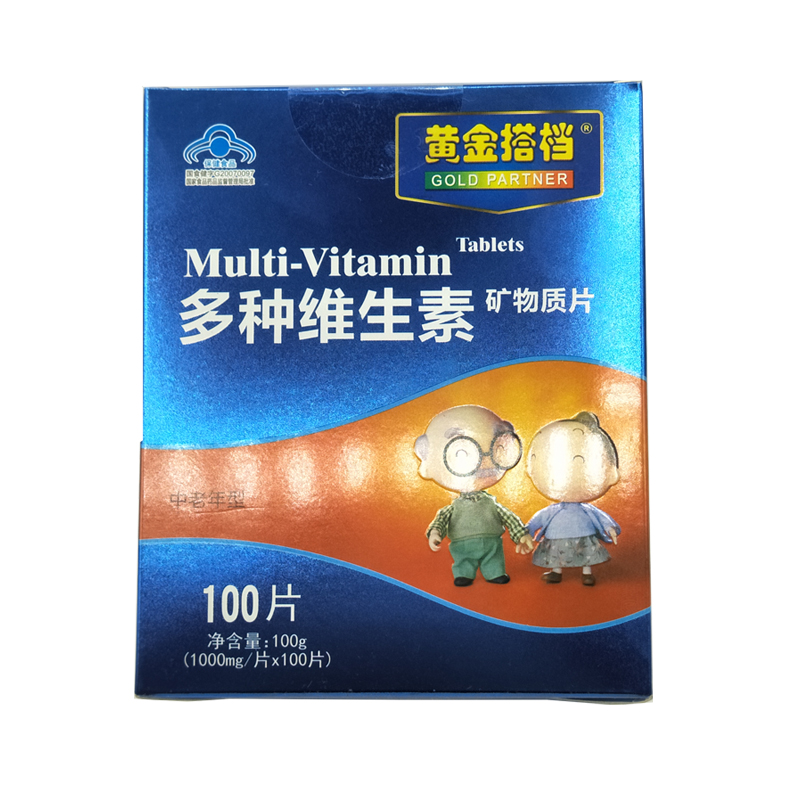 黄金搭档®
GOLD PARTNER
保健食品
国食健字G20070097
国家食品药品监督管理局批准
Multi-Vitamin Tablets
多种维生素 矿物质片
中老年型
100片
净含量:100g
(1000mg/片x100片)